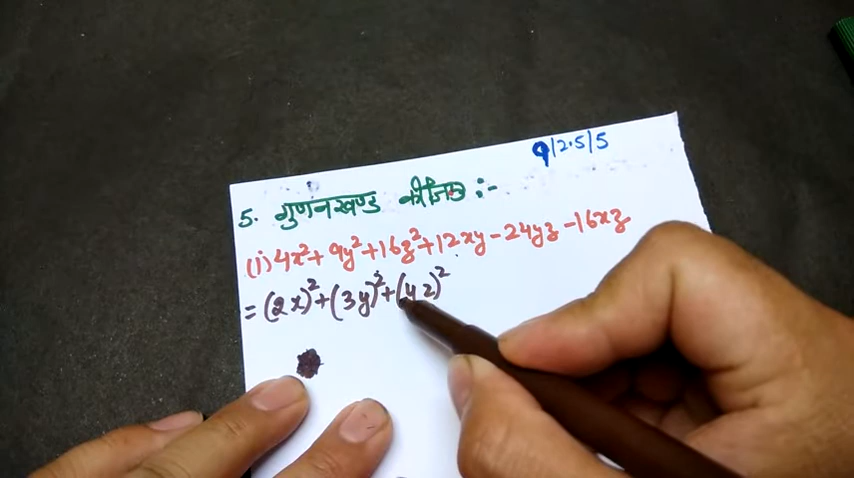 9/2.5/5
5. गुणनखण्ड कीजिए :-
(i) 4x²+9y²+16z²+12xy-24yz-16xz
=(2x)²+(3y)²+(4z)²